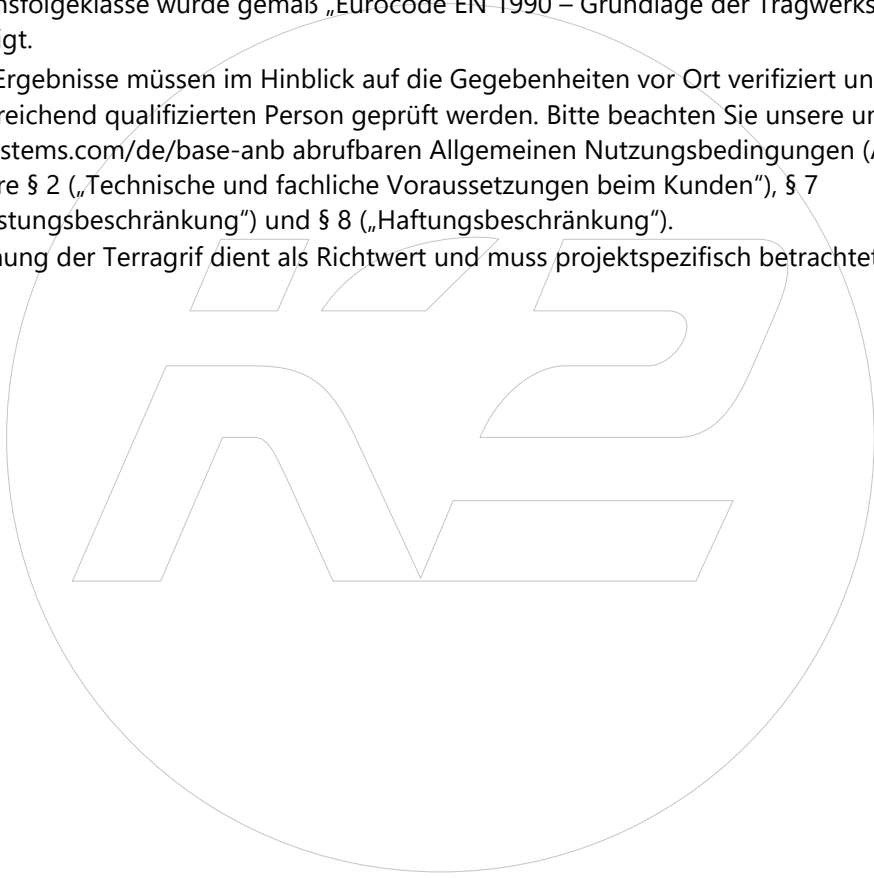 nsfolgeklasse wurde gemäß „Eurocode EN 1990 – Grundlage der Tragwerks
igt.
Ergebnisse müssen im Hinblick auf die Gegebenheiten vor Ort verifiziert un
reichend qualifizierten Person geprüft werden. Bitte beachten Sie unsere un
stems.com/de/base-anb abrufbaren Allgemeinen Nutzungsbedingungen (A
re § 2 („Technische und fachliche Voraussetzungen beim Kunden“), § 7
stungsbeschränkung“) und § 8 („Haftungsbeschränkung“).
nung der Terragrif dient als Richtwert und muss projektspezifisch betrachtet
K2